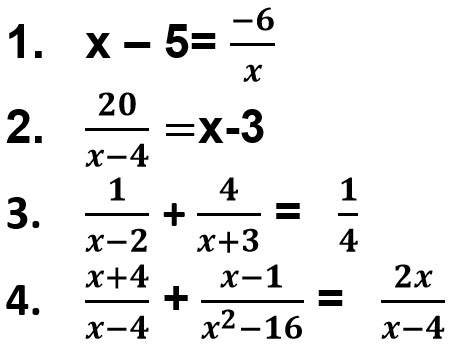 1. x – 5= −6/x
2. 20/(x−4) =x-3
3. 1/(x−2) + 4/(x+3) = 1/4
4. (x+4)/(x−4) + (x−1)/(x²−16) = 2x/(x−4)